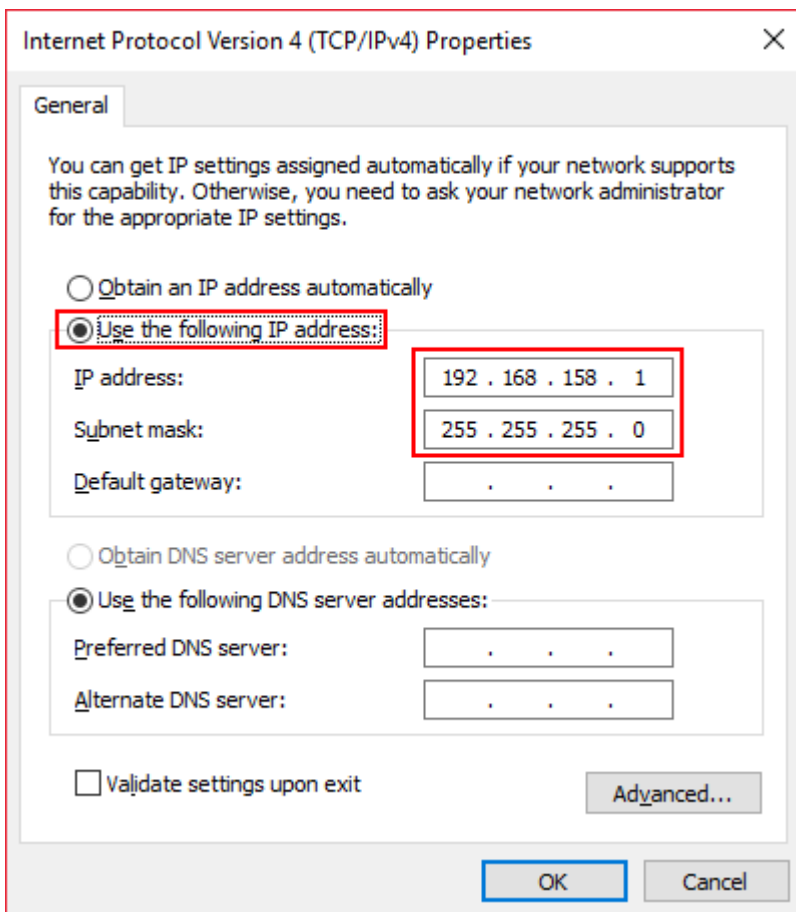 Internet Protocol Version 4 (TCP/IPv4) Properties
General
You can get IP settings assigned automatically if your network supports
this capability. Otherwise, you need to ask your network administrator
for the appropriate IP settings.
Obtain an IP address automatically
Use the following IP address:
IP address: 192 . 168 . 158 . 1
Subnet mask: 255 . 255 . 255 . 0
Default gateway: . . .
Obtain DNS server address automatically
Use the following DNS server addresses:
Preferred DNS server: . . .
Alternate DNS server: . . .
Validate settings upon exit
Advanced...
OK Cancel